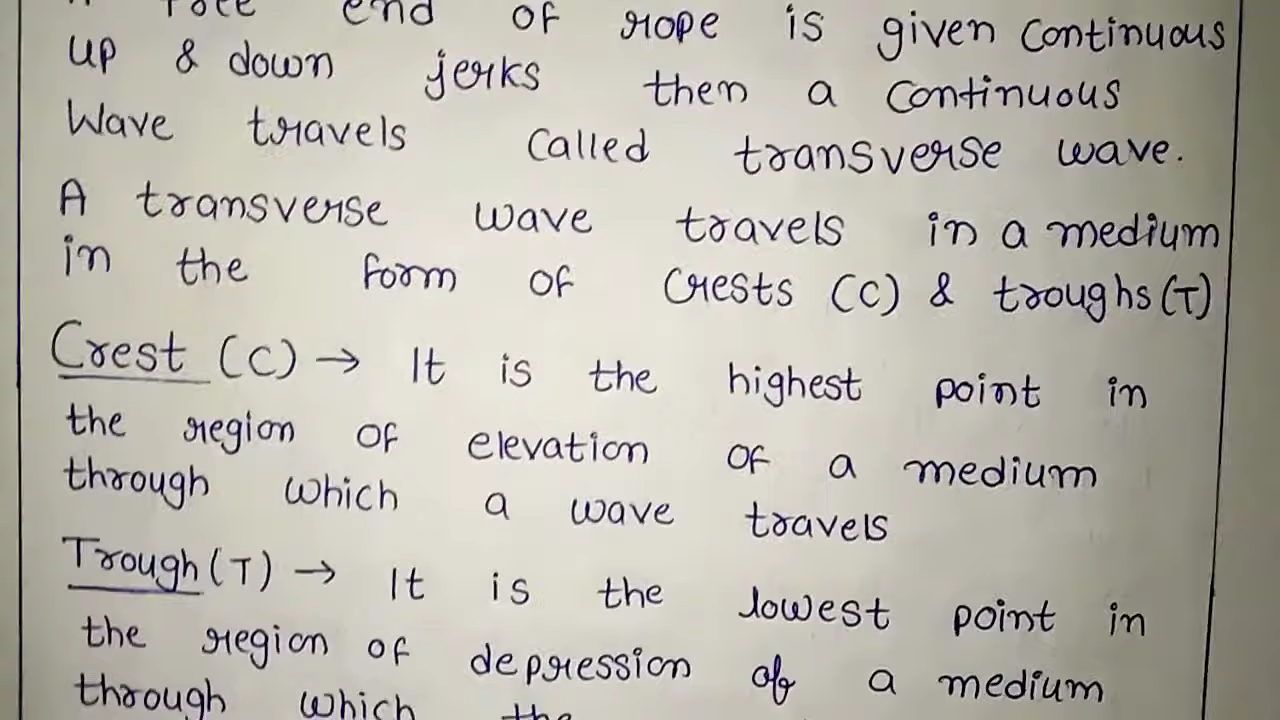 end of rope is given continuous
up & down jerks then a continuous
Wave travels called transverse wave.
A transverse wave travels in a medium
in the form of Crests (C) & troughs (T)
Crest (C) → It is the highest point in
the region of elevation of a medium
through which a wave travels
Trough (T) → It is the lowest point in
the region of depression of a medium
through which the